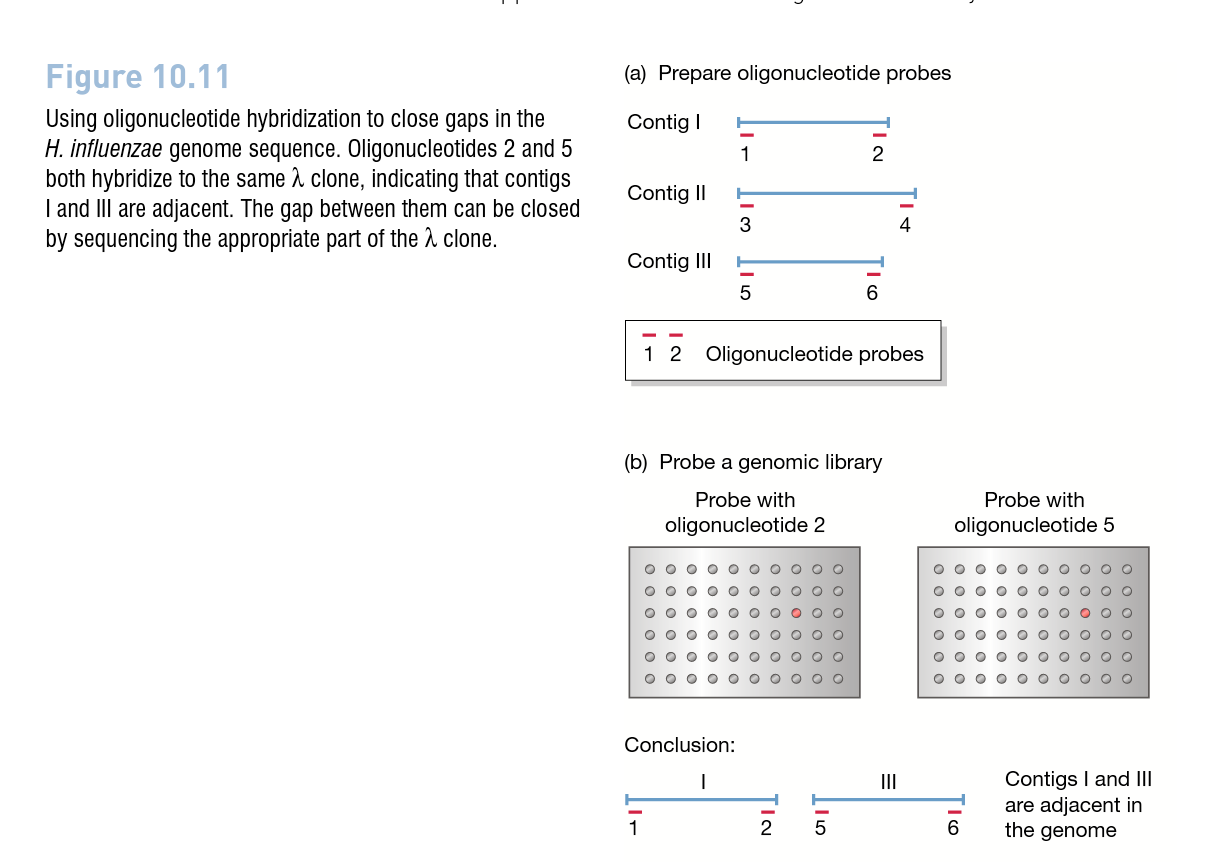 Figure 10.11
Using oligonucleotide hybridization to close gaps in the
H. influenzae genome sequence. Oligonucleotides 2 and 5
both hybridize to the same λ clone, indicating that contigs
I and III are adjacent. The gap between them can be closed
by sequencing the appropriate part of the λ clone.
(a) Prepare oligonucleotide probes
Contig I
1 2
Contig II
3 4
Contig III
5 6
1 2 Oligonucleotide probes
(b) Probe a genomic library
Probe with
oligonucleotide 2
Probe with
oligonucleotide 5
Conclusion:
I III
1 2 5 6
Contigs I and III
are adjacent in
the genome